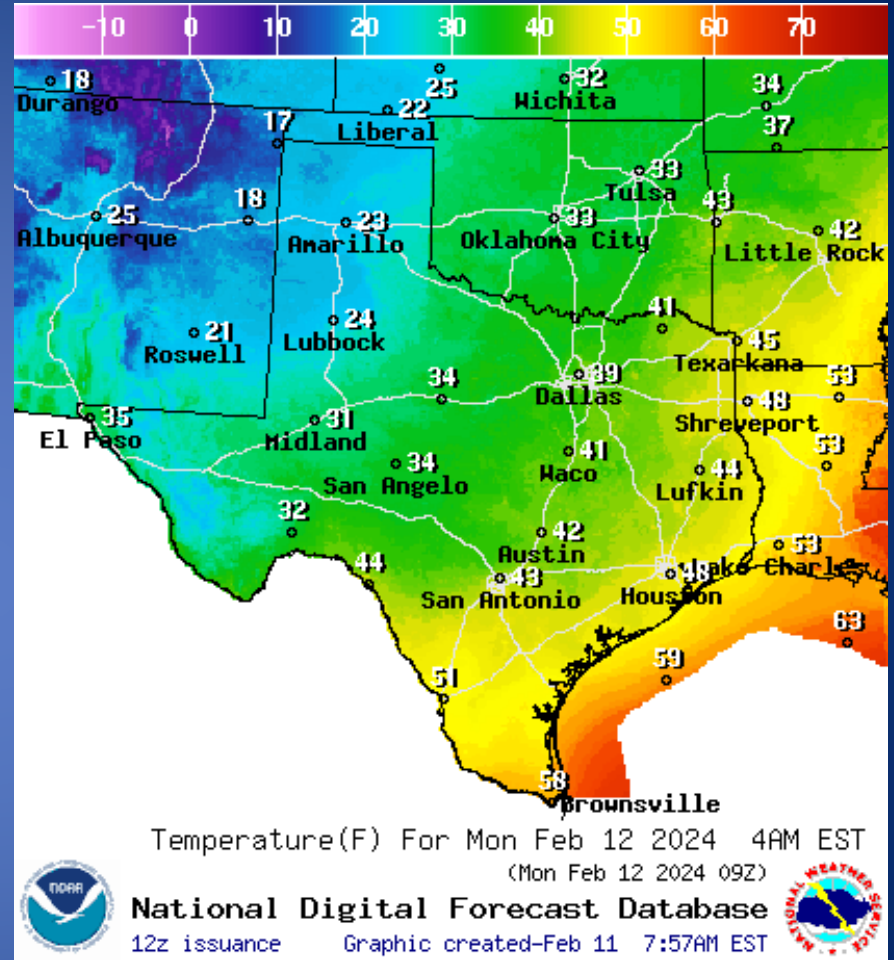 -10 0 10 20 30 40 50 60 70
18
Durango
25
32
Wichita
34
22
Liberal
17
37
33
Tulsa
25
Albuquerque
18
23
Amarillo
33
Oklahoma City
43
42
Little Rock
21
Roswell
24
Lubbock
41
45
Texarkana
39
Dallas
34
53
48
Shreveport
35
El Paso
31
Midland
34
San Angelo
41
Waco
44
Lufkin
53
32
42
Austin
53
Lake Charl
44
43
San Antonio
48
Houston
63
59
51
58
Brownsville
Temperature(F) For Mon Feb 12 2024 4AM EST
(Mon Feb 12 2024 09Z)
NOAA
National Digital Forecast Database
12z issuance Graphic created-Feb 11 7:57AM EST
NATIONAL WEATHER SERVICE